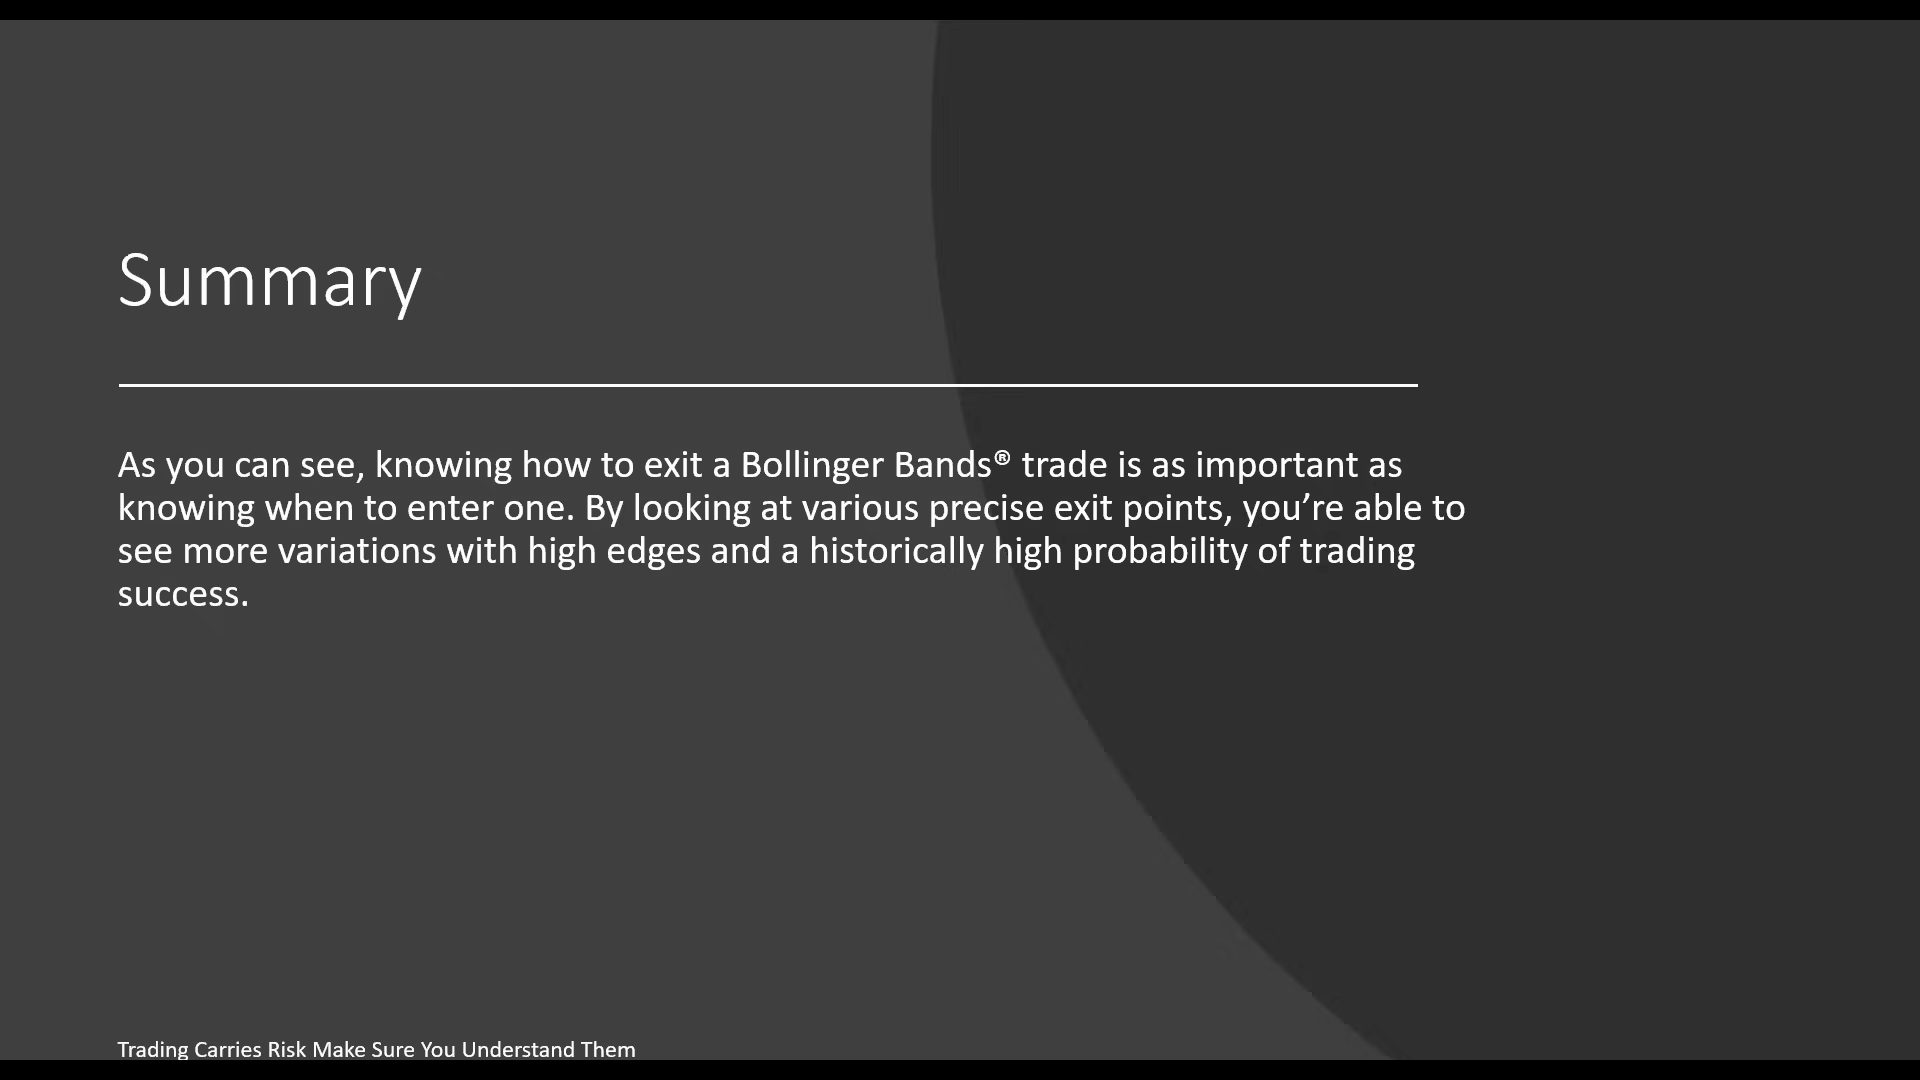 Summary
As you can see, knowing how to exit a Bollinger Bands® trade is as important as
knowing when to enter one. By looking at various precise exit points, you’re able to
see more variations with high edges and a historically high probability of trading
success.
Trading Carries Risk Make Sure You Understand Them